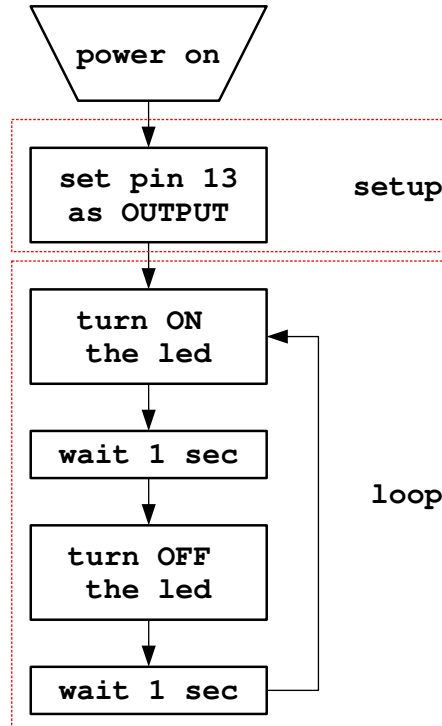 power on
set pin 13
as OUTPUT
setup
turn ON
the led
wait 1 sec
loop
turn OFF
the led
wait 1 sec